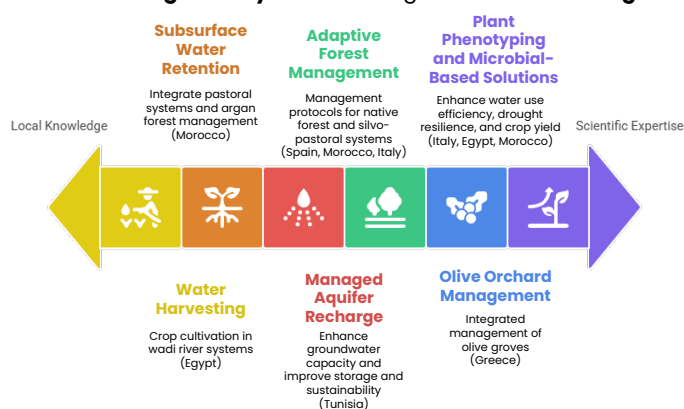 Subsurface
Water
Retention
Integrate pastoral
systems and argan
forest management
(Morocco)
Adaptive
Forest
Management
Management
protocols for native
forest and silvo-
pastoral systems
(Spain, Morocco, Italy)
Plant
Phenotyping
and Microbial-
Based Solutions
Enhance water use
efficiency, drought
resilience, and crop yield
(Italy, Egypt, Morocco)
Local Knowledge
Scientific Expertise
Water
Harvesting
Crop cultivation in
wadi river systems
(Egypt)
Managed
Aquifer
Recharge
Enhance
groundwater
capacity and
improve storage and
sustainability
(Tunisia)
Olive Orchard
Management
Integrated
management of
olive groves
(Greece)